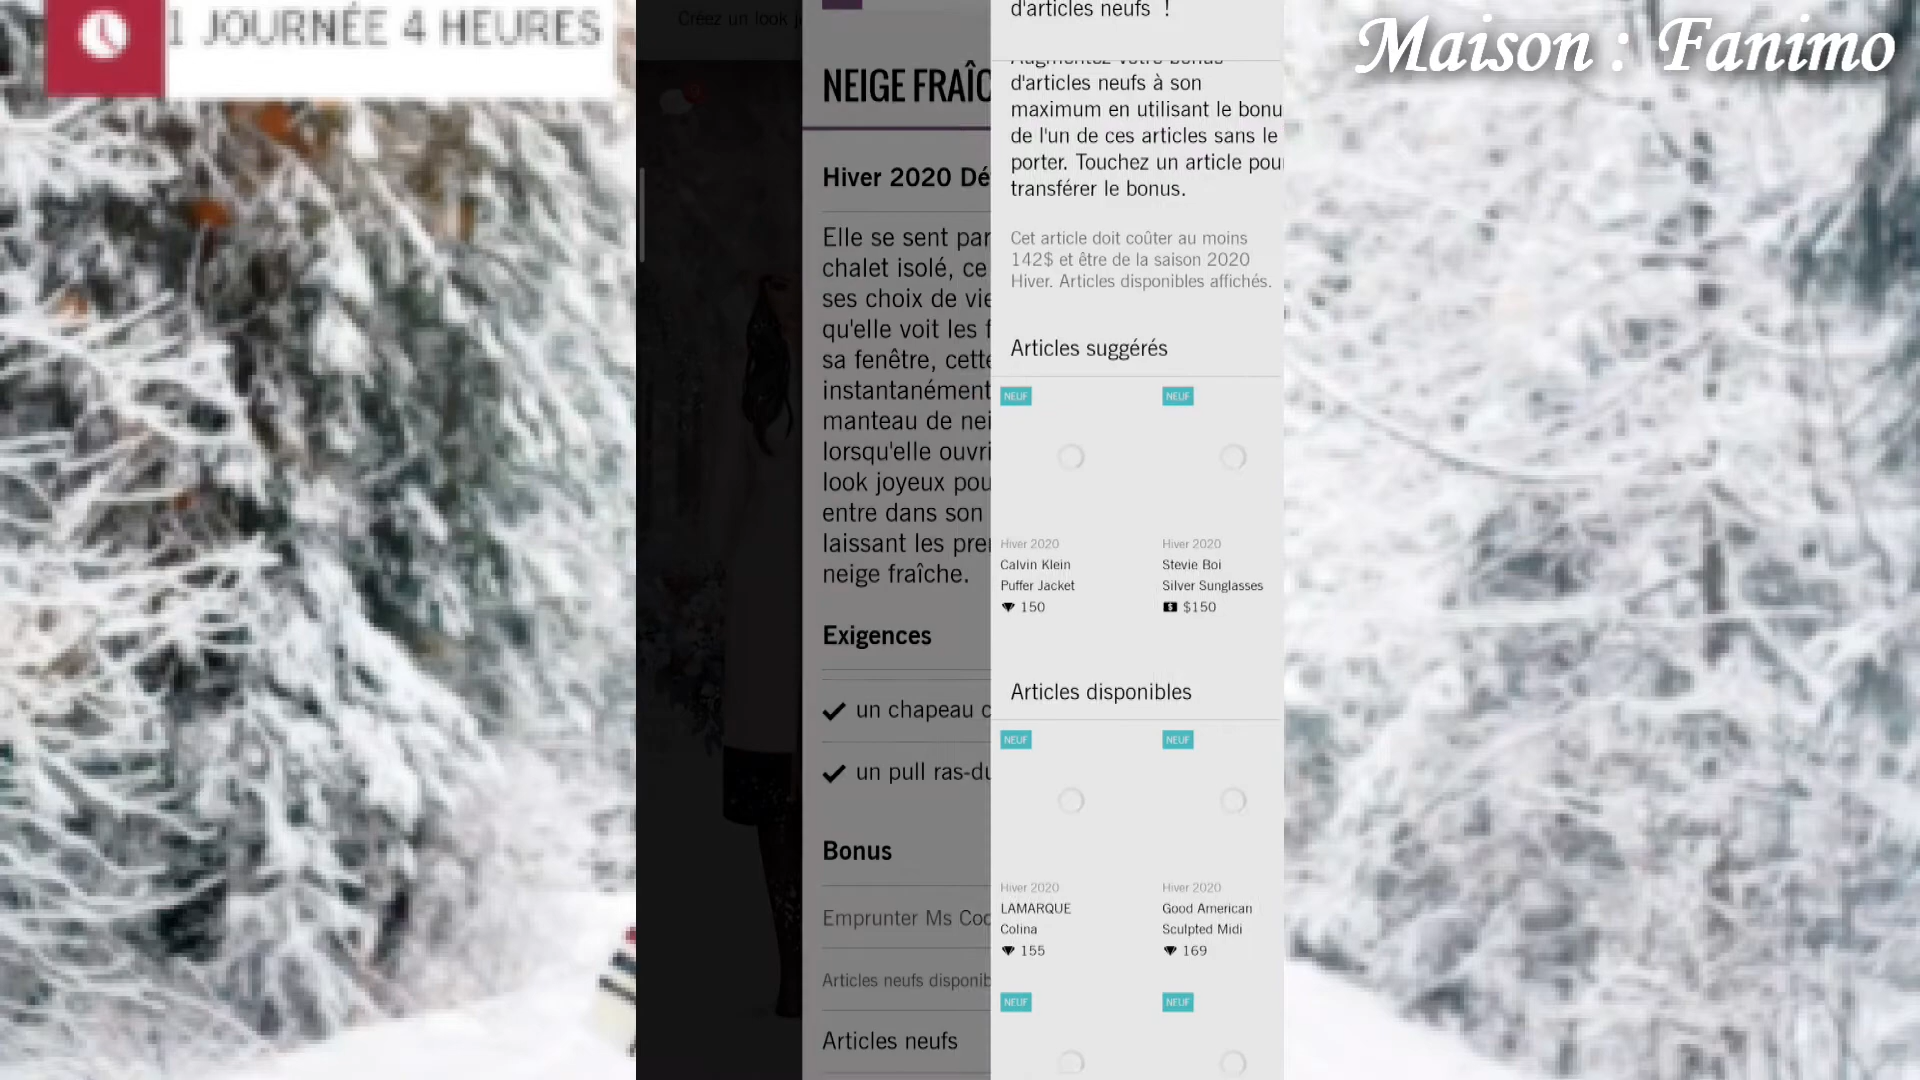 1 JOURNÉE 4 HEURES
Maison : Fanimo
Créez un look
NEIGE FRAÎC
Hiver 2020 Dé
Elle se sent par
chalet isolé, ce
ses choix de vie
qu'elle voit les f
sa fenêtre, cette
instantanément
manteau de nei
lorsqu'elle ouvri
look joyeux pou
entre dans son
laissant les pre
neige fraîche.
Exigences
un chapeau c
un pull ras-du
Bonus
Emprunter Ms Coc
Articles neufs disponib
Articles neufs
d'articles neufs !
Augmentez votre bonus
d'articles neufs à son
maximum en utilisant le bonu
de l'un de ces articles sans le
porter. Touchez un article pour
transférer le bonus.
Cet article doit coûter au moins
142$ et être de la saison 2020
Hiver. Articles disponibles affichés.
Articles suggérés
NEUF
Hiver 2020
Calvin Klein
Puffer Jacket
150
NEUF
Hiver 2020
Stevie Boi
Silver Sunglasses
$150
Articles disponibles
NEUF
Hiver 2020
LAMARQUE
Colina
155
NEUF
Hiver 2020
Good American
Sculpted Midi
169
NEUF
NEUF